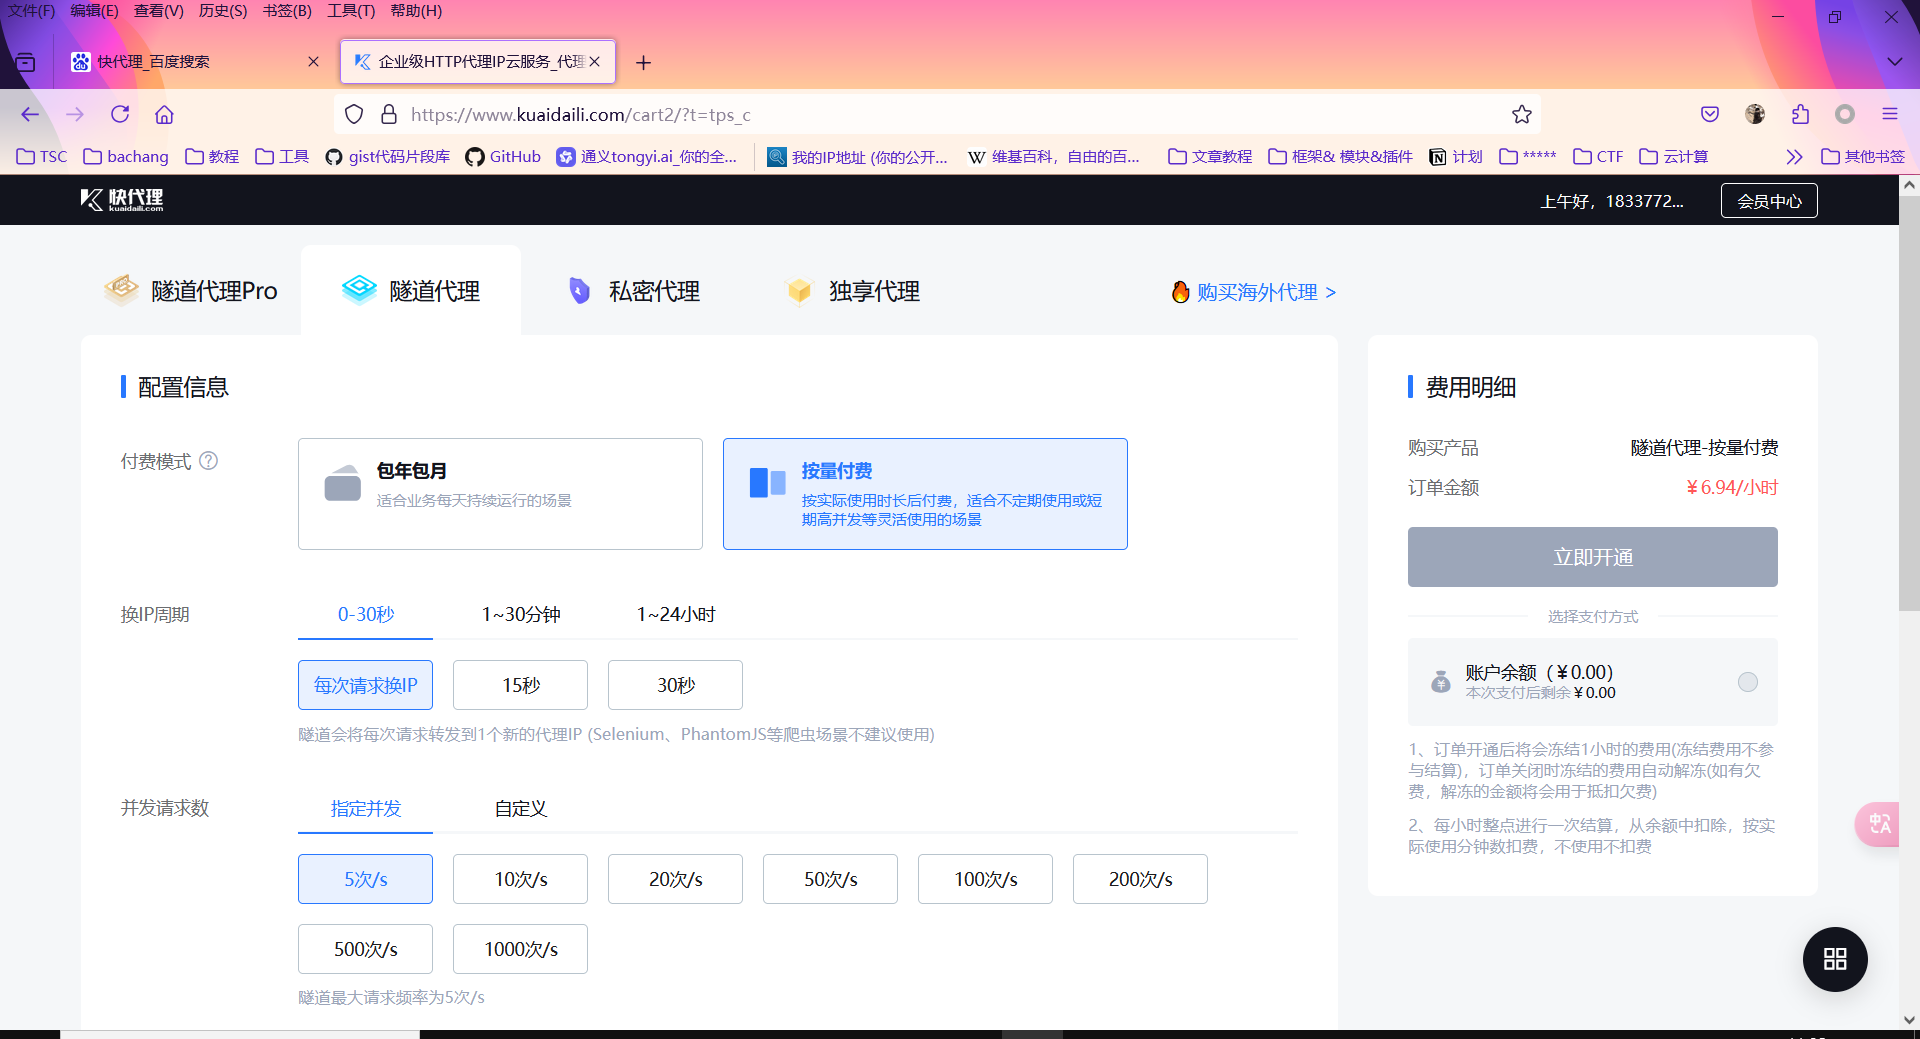 文件(F) 编辑(E) 查看(V) 历史(S) 书签(B) 工具(T) 帮助(H)
快代理_百度搜索
企业级HTTP代理IP云服务_代理
https://www.kuaidaili.com/cart2/?t=tps_c
TSC bachang 教程 工具 gist代码片段库 GitHub 通义tongyi.ai_你的全... 我的IP地址 (你的公开... 维基百科，自由的百... 文章教程 框架& 模块&插件 计划 ***** CTF 云计算 其他书签
快代理
kuaidaili.com
上午好，1833772...
会员中心
隧道代理Pro
隧道代理
私密代理
独享代理
购买海外代理 >
配置信息
付费模式 ?
包年包月
适合业务每天持续运行的场景
按量付费
按实际使用时长后付费，适合不定期使用或短
期高并发等灵活使用的场景
换IP周期
0-30秒
1~30分钟
1~24小时
每次请求换IP
15秒
30秒
隧道会将每次请求转发到1个新的代理IP (Selenium、PhantomJS等爬虫场景不建议使用)
并发请求数
指定并发
自定义
5次/s
10次/s
20次/s
50次/s
100次/s
200次/s
500次/s
1000次/s
隧道最大请求频率为5次/s
费用明细
购买产品
隧道代理-按量付费
订单金额
¥6.94/小时
立即开通
选择支付方式
账户余额（¥0.00）
本次支付后剩余¥0.00
1、订单开通后将会冻结1小时的费用(冻结费用不参
与结算)，订单关闭时冻结的费用自动解冻(如有欠
费，解冻的金额将会用于抵扣欠费)
2、每小时整点进行一次结算，从余额中扣除，按实
际使用分钟数扣费，不使用不扣费